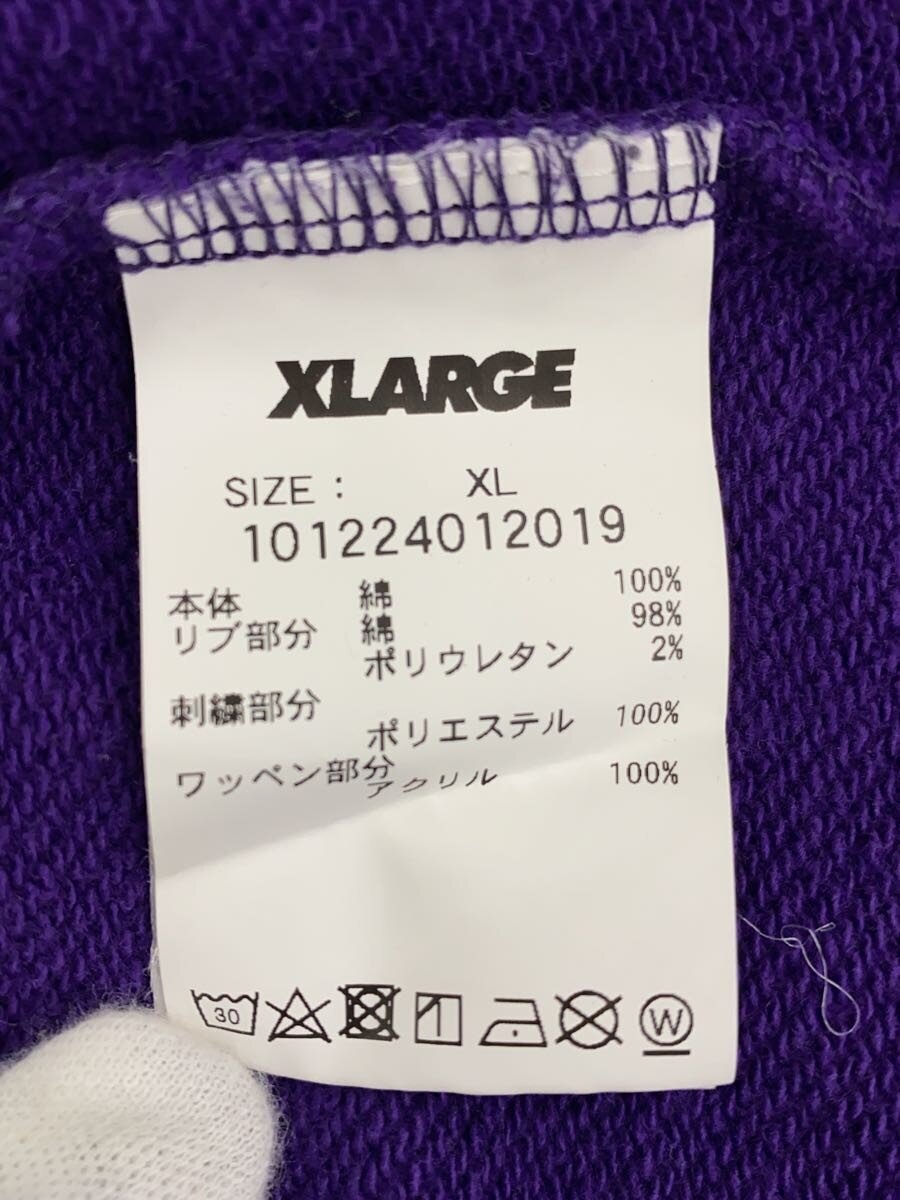 XLARGE
SIZE : XL
101224012019
本体 綿 100%
リブ部分 綿 98%
ポリウレタン 2%
刺繍部分
ポリエステル 100%
ワッペン部分
アクリル 100%
30
W